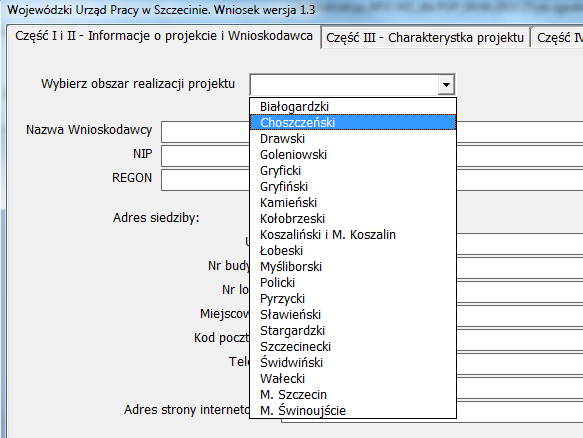 Wojewódzki Urząd Pracy w Szczecinie. Wniosek wersja 1.3
Część I i II - Informacje o projekcie i Wnioskodawca
Część III - Charakterystka projektu
Część IV
Wybierz obszar realizacji projektu
Białogardzki
Choszczeński
Drawski
Goleniowski
Gryficki
Gryfiński
Kamieński
Kołobrzeski
Koszaliński i M. Koszalin
Łobeski
Myśliborski
Policki
Pyrzycki
Sławieński
Stargardzki
Szczecinecki
Świdwiński
Wałecki
M. Szczecin
M. Świnoujście
Nazwa Wnioskodawcy
NIP
REGON
Adres siedziby:
U
Nr budy
Nr lo
Miejscow
Kod poczt
Tele
Adres strony interneto